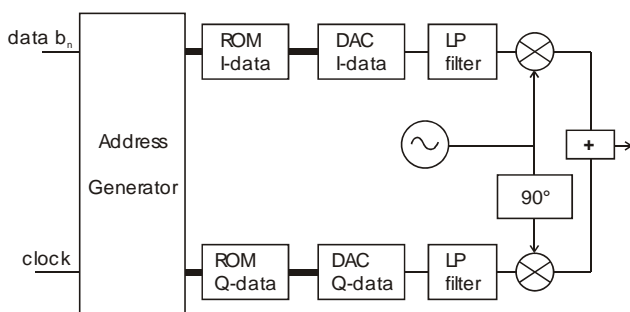 data bn
ROM
I-data
DAC
I-data
LP
filter
Address
Generator
+
90°
clock
ROM
Q-data
DAC
Q-data
LP
filter